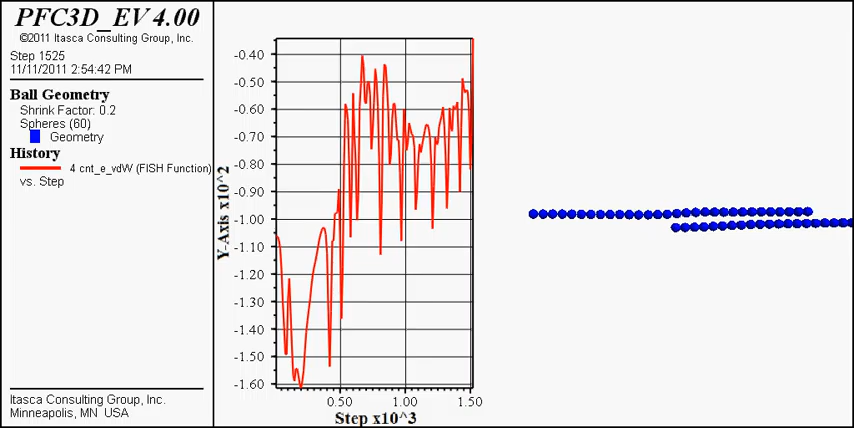 PFC3D_EV 4.00
©2011 Itasca Consulting Group, Inc.
Step 1525
11/11/2011 2:54:42 PM
Ball Geometry
Shrink Factor: 0.2
Spheres (60)
Geometry
History
4 cnt_e_vdW (FISH Function)
vs. Step
Itasca Consulting Group, Inc.
Minneapolis, MN USA
Y-Axis x10^2
-0.40
-0.50
-0.60
-0.70
-0.80
-0.90
-1.00
-1.10
-1.20
-1.30
-1.40
-1.50
-1.60
0.50 1.00 1.50
Step x10^3